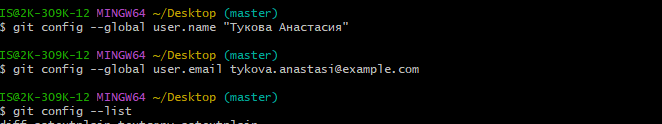 IS@2K-309K-12 MINGW64 ~/Desktop (master)
$ git config --global user.name "Тукова Анастасия"
IS@2K-309K-12 MINGW64 ~/Desktop (master)
$ git config --global user.email tykova.anastasi@example.com
IS@2K-309K-12 MINGW64 ~/Desktop (master)
$ git config --list